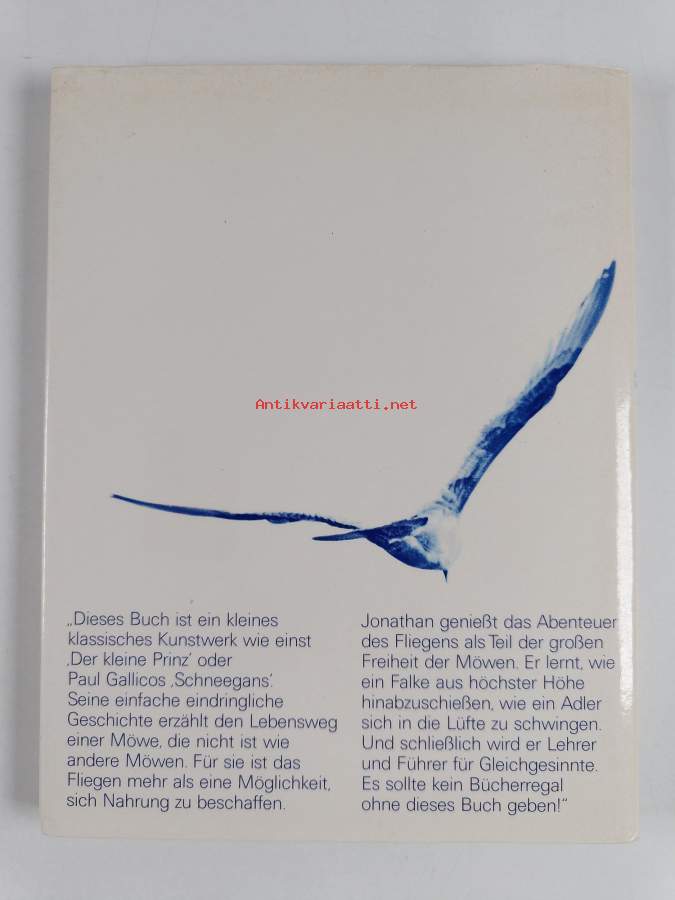 Antikvariaatti.net
„Dieses Buch ist ein kleines
klassisches Kunstwerk wie einst
‚Der kleine Prinz’ oder
Paul Gallicos ‚Schneegans’.
Seine einfache eindringliche
Geschichte erzählt den Lebensweg
einer Möwe, die nicht ist wie
andere Möwen. Für sie ist das
Fliegen mehr als eine Möglichkeit,
sich Nahrung zu beschaffen.
Jonathan genießt das Abenteuer
des Fliegens als Teil der großen
Freiheit der Möwen. Er lernt, wie
ein Falke aus höchster Höhe
hinabzuschießen, wie ein Adler
sich in die Lüfte zu schwingen.
Und schließlich wird er Lehrer
und Führer für Gleichgesinnte.
Es sollte kein Bücherregal
ohne dieses Buch geben!“